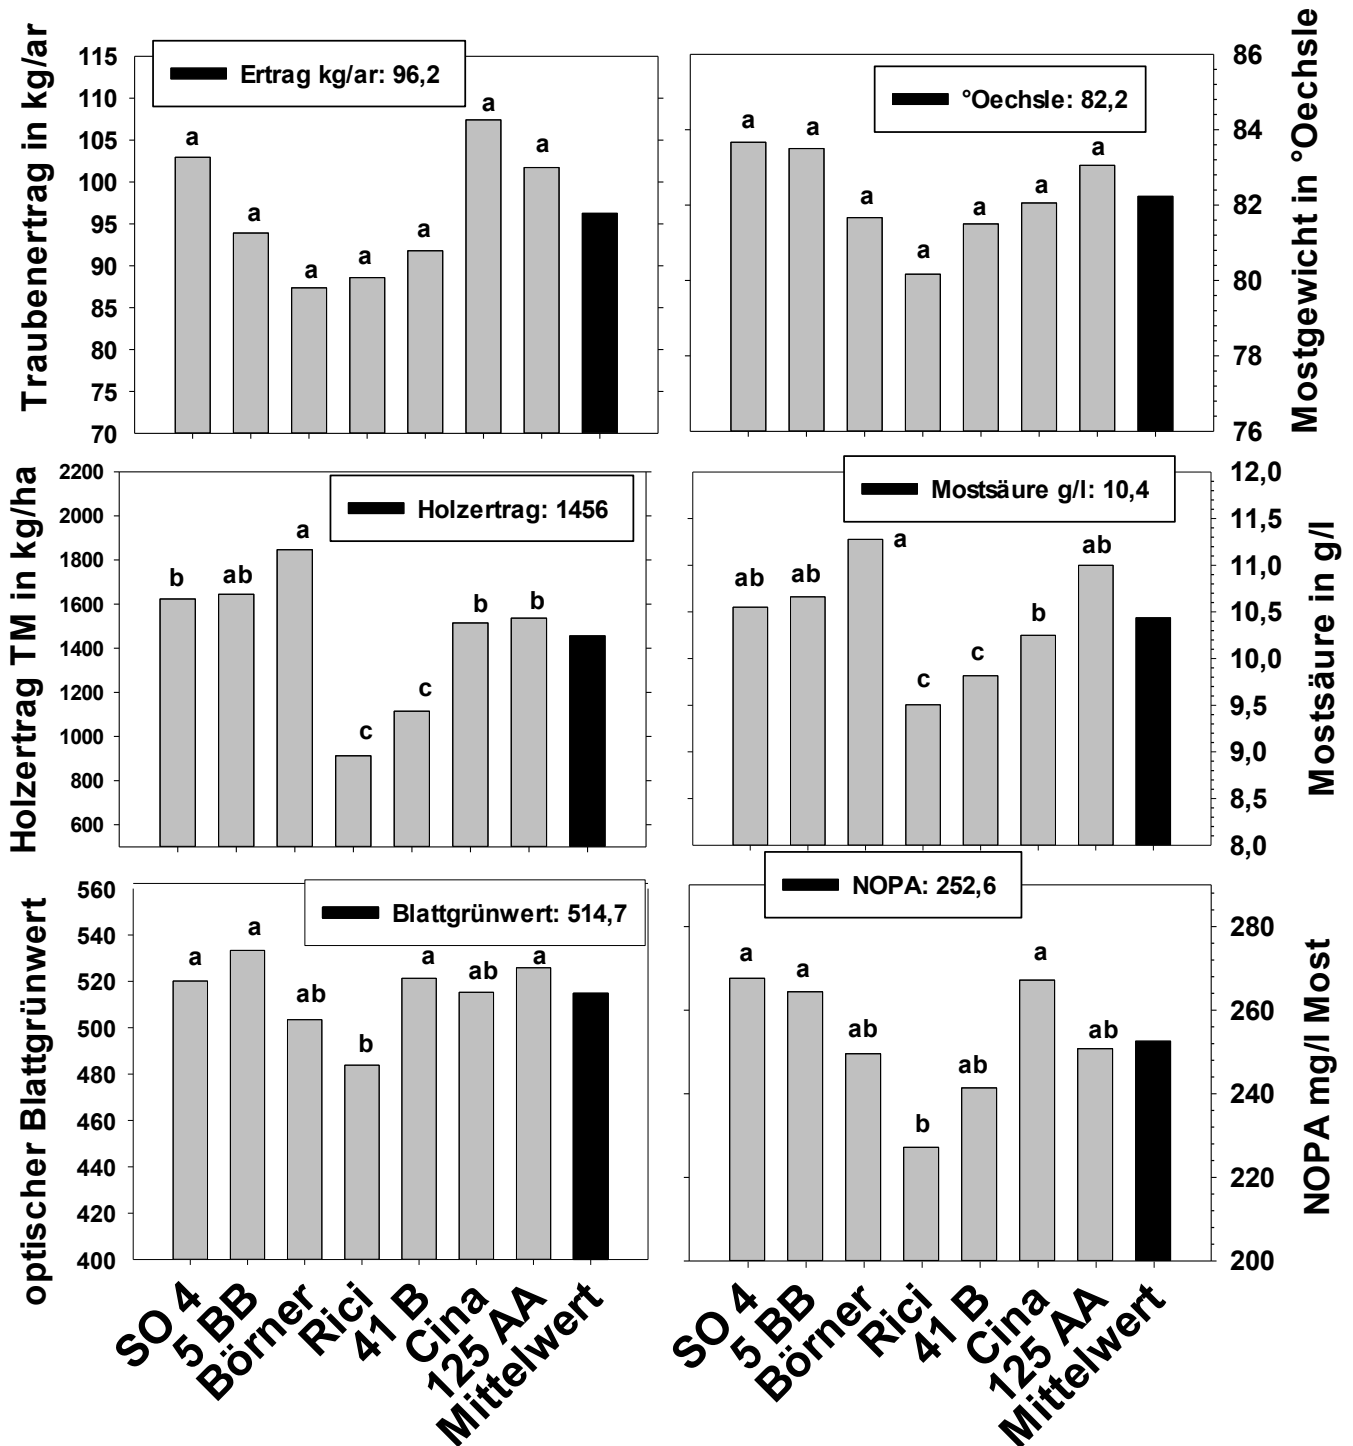 Traubenertrag in kg/ar
115
110
105
100
95
90
85
80
75
70
Ertrag kg/ar: 96,2
a
a
a
a
a
a
a
Mostgewicht in °Oechsle
86
84
82
80
78
76
°Oechsle: 82,2
a
a
a
a
a
a
a
Holzertrag TM in kg/ha
2200
2000
1800
1600
1400
1200
1000
800
600
Holzertrag: 1456
b
ab
a
c
c
b
b
Mostsäure in g/l
12,0
11,5
11,0
10,5
10,0
9,5
9,0
8,5
8,0
Mostsäure g/l: 10,4
ab
ab
a
c
c
b
ab
optischer Blattgrünwert
560
540
520
500
480
460
440
420
400
Blattgrünwert: 514,7
a
a
ab
b
a
ab
a
NOPA mg/l Most
280
260
240
220
200
NOPA: 252,6
a
a
ab
b
ab
a
ab
SO 4
5 BB
Börner
Rici
41 B
Cina
125 AA
Mittelwert
SO 4
5 BB
Börner
Rici
41 B
Cina
125 AA
Mittelwert